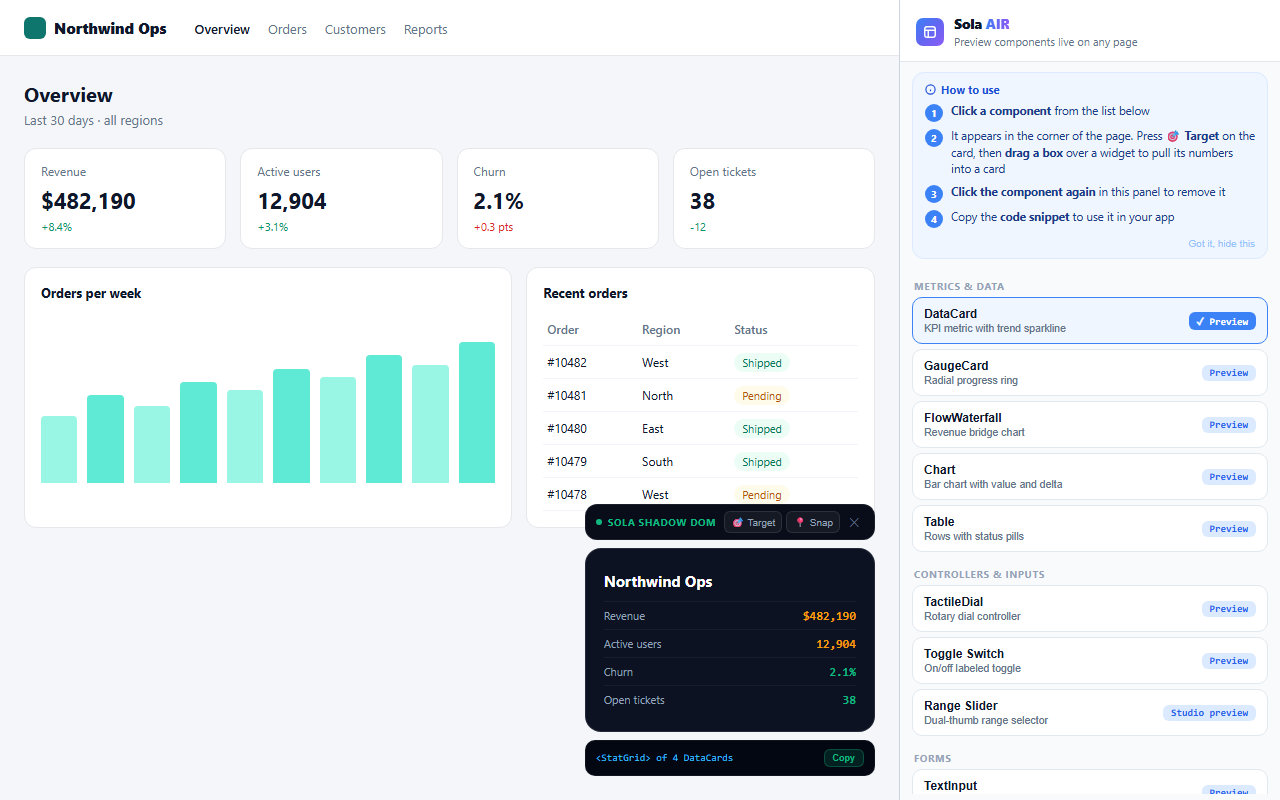 Northwind Ops
Overview
Orders
Customers
Reports
Overview
Last 30 days · all regions
Revenue
$482,190
+8.4%
Active users
12,904
+3.1%
Churn
2.1%
+0.3 pts
Open tickets
38
-12
Orders per week
Recent orders
Order Region Status
#10482 West Shipped
#10481 North Pending
#10480 East Shipped
#10479 South Shipped
#10478 West Pending
SOLA SHADOW DOM
🎯 Target
📍 Snap
Northwind Ops
Revenue $482,190
Active users 12,904
Churn 2.1%
Open tickets 38
<StatGrid> of 4 DataCards
Copy
Sola AIR
Preview components live on any page
How to use
1 Click a component from the list below
2 It appears in the corner of the page. Press 🎯 Target on the
card, then drag a box over a widget to pull its numbers
into a card
3 Click the component again in this panel to remove it
4 Copy the code snippet to use it in your app
Got it, hide this
METRICS & DATA
DataCard
KPI metric with trend sparkline
✓ Preview
GaugeCard
Radial progress ring
Preview
FlowWaterfall
Revenue bridge chart
Preview
Chart
Bar chart with value and delta
Preview
Table
Rows with status pills
Preview
CONTROLLERS & INPUTS
TactileDial
Rotary dial controller
Preview
Toggle Switch
On/off labeled toggle
Preview
Range Slider
Dual-thumb range selector
Studio preview
FORMS
TextInput
Preview